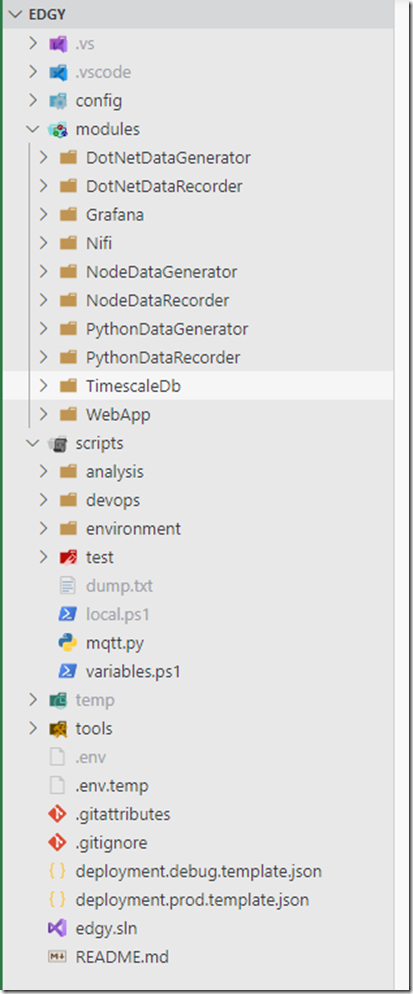 EDGY
.vs
.vscode
config
modules
DotNetDataGenerator
DotNetDataRecorder
Grafana
Nifi
NodeDataGenerator
NodeDataRecorder
PythonDataGenerator
PythonDataRecorder
TimescaleDb
WebApp
scripts
analysis
devops
environment
test
dump.txt
local.ps1
mqtt.py
variables.ps1
temp
tools
.env
.env.temp
.gitattributes
.gitignore
deployment.debug.template.json
deployment.prod.template.json
edgy.sln
README.md